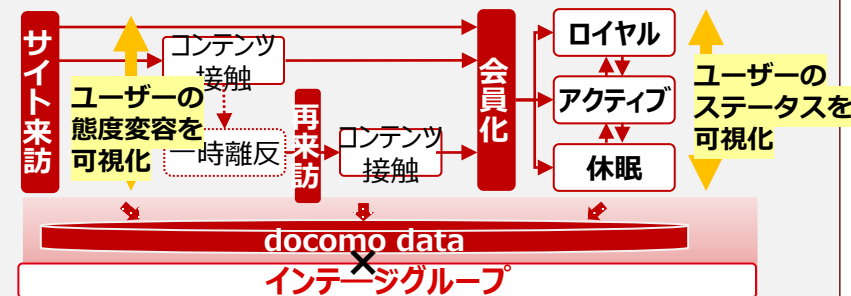 サイト来訪
ユーザーの
態度変容を
可視化
コンテンツ
接触
一時離反
再来訪
コンテンツ
接触
会員化
ロイヤル
アクティブ
休眠
ユーザーの
ステータスを
可視化
docomo data
×
インテージグループ